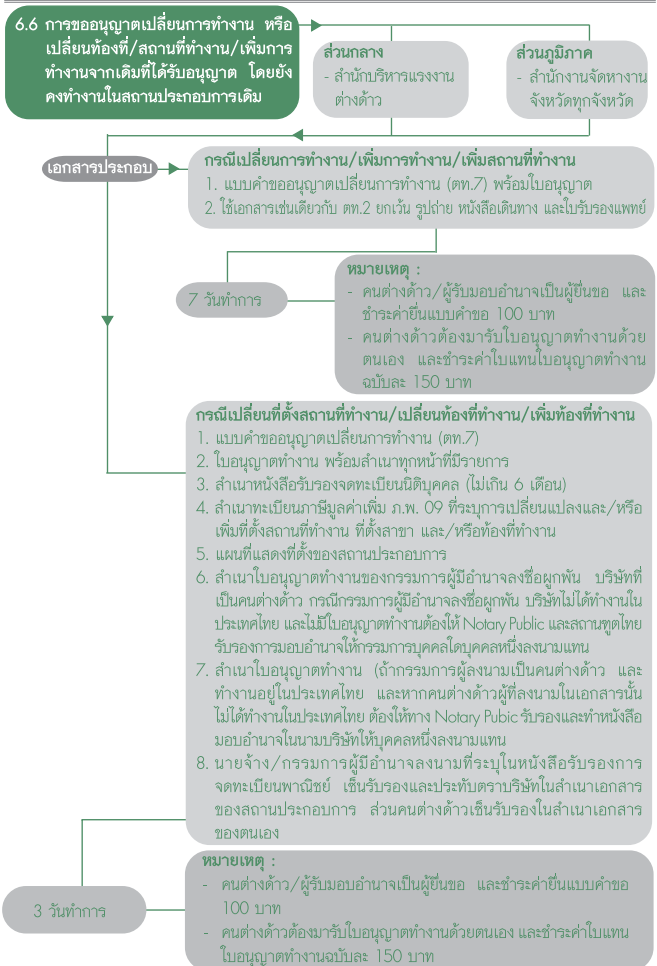 6.6 การขออนุญาตเปลี่ยนการทำงาน หรือ
เปลี่ยนท้องที่/สถานที่ทำงาน/เพิ่มการ
ทำงานจากเดิมที่ได้รับอนุญาต โดยยัง
คงทำงานในสถานประกอบการเดิม
ส่วนกลาง
- สำนักบริหารแรงงาน
ต่างด้าว
ส่วนภูมิภาค
- สำนักงานจัดหางาน
จังหวัดทุกจังหวัด
เอกสารประกอบ
กรณีเปลี่ยนการทำงาน/เพิ่มการทำงาน/เพิ่มสถานที่ทำงาน
1. แบบคำขออนุญาตเปลี่ยนการทำงาน (ตท.7) พร้อมใบอนุญาต
2. ใช้เอกสารเช่นเดียวกับ ตท.2 ยกเว้น รูปถ่าย หนังสือเดินทาง และใบรับรองแพทย์
7 วันทำการ
หมายเหตุ :
- คนต่างด้าว/ผู้รับมอบอำนาจเป็นผู้ยื่นขอ และ
ชำระค่ายื่นแบบคำขอ 100 บาท
- คนต่างด้าวต้องมารับใบอนุญาตทำงานด้วย
ตนเอง และชำระค่าใบแทนใบอนุญาตทำงาน
ฉบับละ 150 บาท
กรณีเปลี่ยนที่ตั้งสถานที่ทำงาน/เปลี่ยนท้องที่ทำงาน/เพิ่มท้องที่ทำงาน
1. แบบคำขออนุญาตเปลี่ยนการทำงาน (ตท.7)
2. ใบอนุญาตทำงาน พร้อมสำเนาทุกหน้าที่มีรายการ
3. สำเนาหนังสือรับรองจดทะเบียนนิติบุคคล (ไม่เกิน 6 เดือน)
4. สำเนาทะเบียนภาษีมูลค่าเพิ่ม ภ.พ. 09 ที่ระบุการเปลี่ยนแปลงและ/หรือ
เพิ่มที่ตั้งสถานที่ทำงาน ที่ตั้งสาขา และ/หรือท้องที่ทำงาน
5. แผนที่แสดงที่ตั้งของสถานประกอบการ
6. สำเนาใบอนุญาตทำงานของกรรมการผู้มีอำนาจลงชื่อผูกพัน บริษัทที่
เป็นคนต่างด้าว กรณีกรรมการผู้มีอำนาจลงชื่อผูกพัน บริษัทไม่ได้ทำงานใน
ประเทศไทย และไม่มีใบอนุญาตทำงานต้องให้ Notary Public และสถานฑูตไทย
รับรองการมอบอำนาจให้กรรมการบุคคลใดบุคคลหนึ่งลงนามแทน
7. สำเนาใบอนุญาตทำงาน (ถ้ากรรมการผู้ลงนามเป็นคนต่างด้าว และ
ทำงานอยู่ในประเทศไทย และหากคนต่างด้าวผู้ที่ลงนามในเอกสารนั้น
ไม่ได้ทำงานในประเทศไทย ต้องให้ทาง Notary Pubic รับรองและทำหนังสือ
มอบอำนาจในนามบริษัทให้บุคคลหนึ่งลงนามแทน
8. นายจ้าง/กรรมการผู้มีอำนาจลงนามที่ระบุในหนังสือรับรองการ
จดทะเบียนพาณิชย์ เซ็นรับรองและประทับตราบริษัทในสำเนาเอกสาร
ของสถานประกอบการ ส่วนคนต่างด้าวเซ็นรับรองในสำเนาเอกสาร
ของตนเอง
3 วันทำการ
หมายเหตุ :
- คนต่างด้าว/ผู้รับมอบอำนาจเป็นผู้ยื่นขอ และชำระค่ายื่นแบบคำขอ
100 บาท
- คนต่างด้าวต้องมารับใบอนุญาตทำงานด้วยตนเอง และชำระค่าใบแทน
ใบอนุญาตทำงานฉบับละ 150 บาท